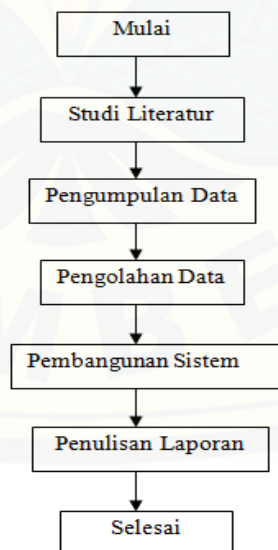 Mulai
Studi Literatur
Pengumpulan Data
Pengolahan Data
Pembangunan Sistem
Penulisan Laporan
Selesai